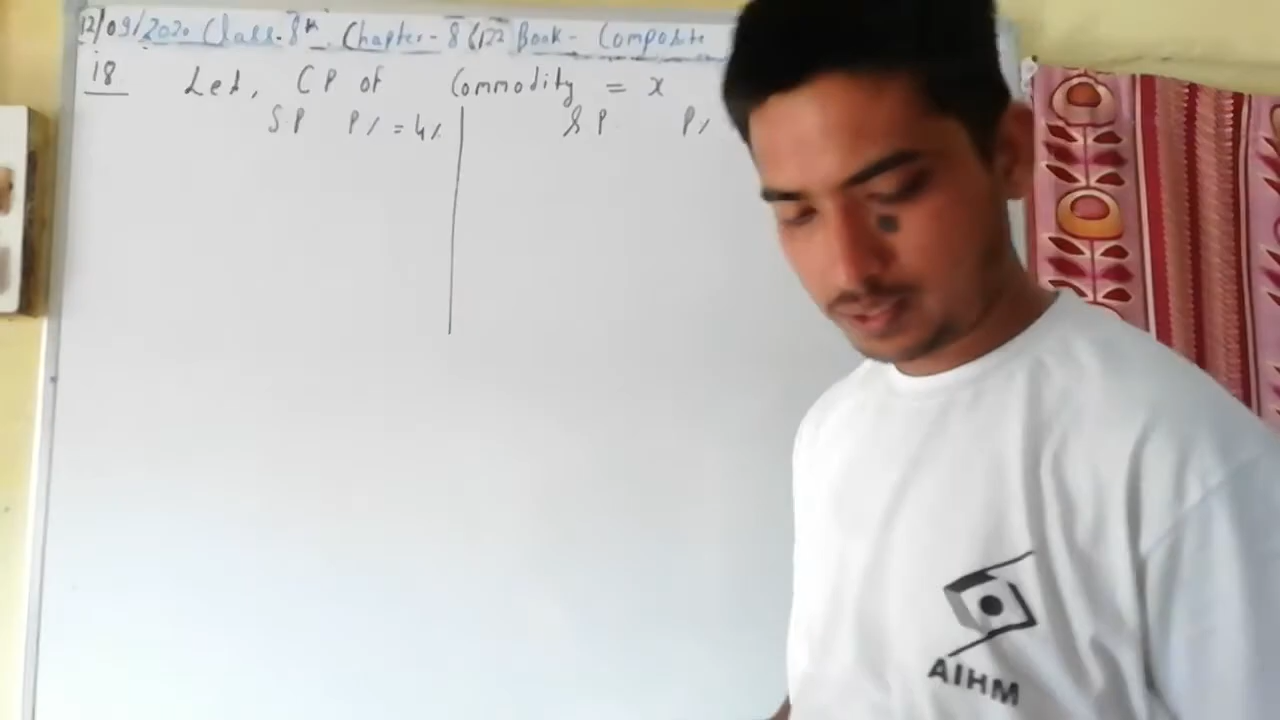 12/09/2020 Class-8th Chapter-8 Book- Composite
18 Let, CP of Commodity = x
SP P% = 4% SP P%
AIHM